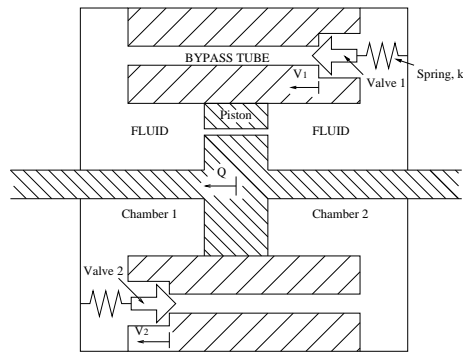 BYPASS TUBE
V1
Valve 1
Spring, k
Piston
FLUID
FLUID
Q
Chamber 1
Chamber 2
Valve 2
V2